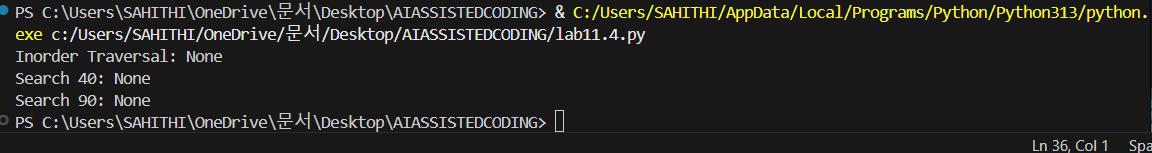 PS C:\Users\SAHITHI\OneDrive\문서\Desktop\AIASSISTEDCODING> & C:/Users/SAHITHI/AppData/Local/Programs/Python/Python313/python.
exe c:/Users/SAHITHI/OneDrive/문서/Desktop/AIASSISTEDCODING/lab11.4.py
Inorder Traversal: None
Search 40: None
Search 90: None
PS C:\Users\SAHITHI\OneDrive\문서\Desktop\AIASSISTEDCODING>
Ln 36, Col 1 Spa